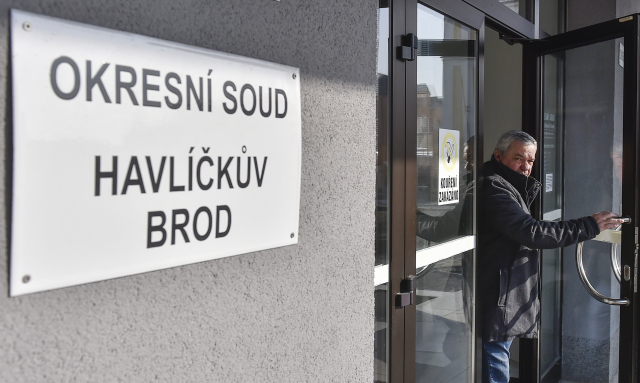 OKRESNÍ SOUD
HAVLÍČKŮV
BROD
KOUŘENÍ
ZAKÁZÁNO